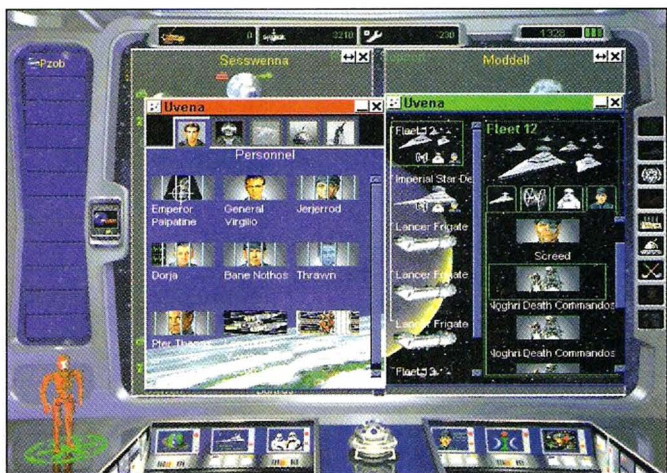 0
3210
-230
1328
Pzob
Sesswenna
Moddell
Uvena
Personnel
Emperor Palpatine
General Virgilio
Jerjerrod
Dorja
Bane Nothos
Thrawn
Uvena
Fleet 12
Imperial Star De
Lancer Frigate
Lancer Frigate
Lancer Frigate
Fleet 12
Screed
Noghri Death Commandos
Noghri Death Commandos